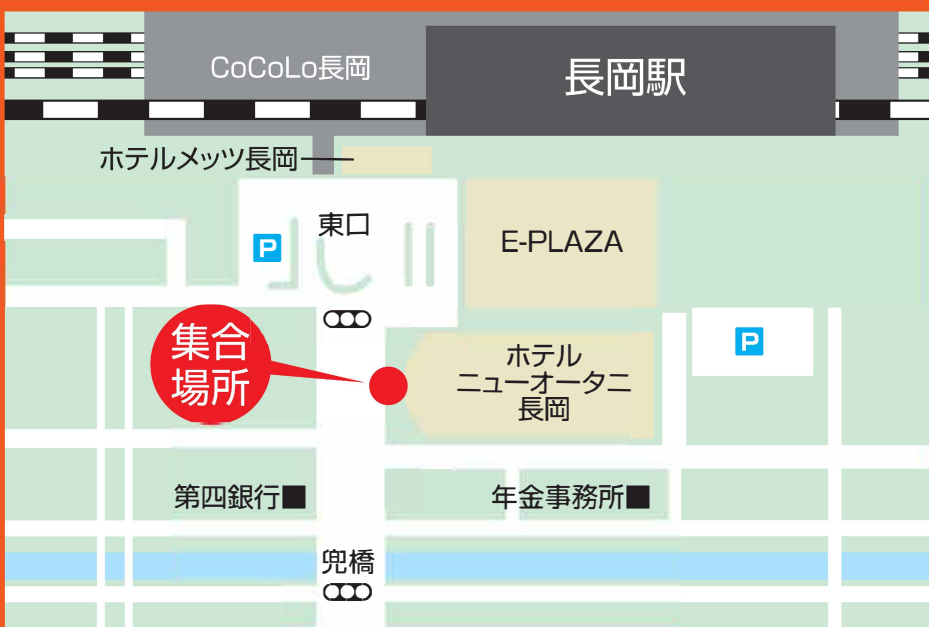 CoCoLo長岡
長岡駅
ホテルメッツ長岡
東口
P
E-PLAZA
集合
場所
ホテル
ニューオータニ
長岡
P
第四銀行
年金事務所
兜橋